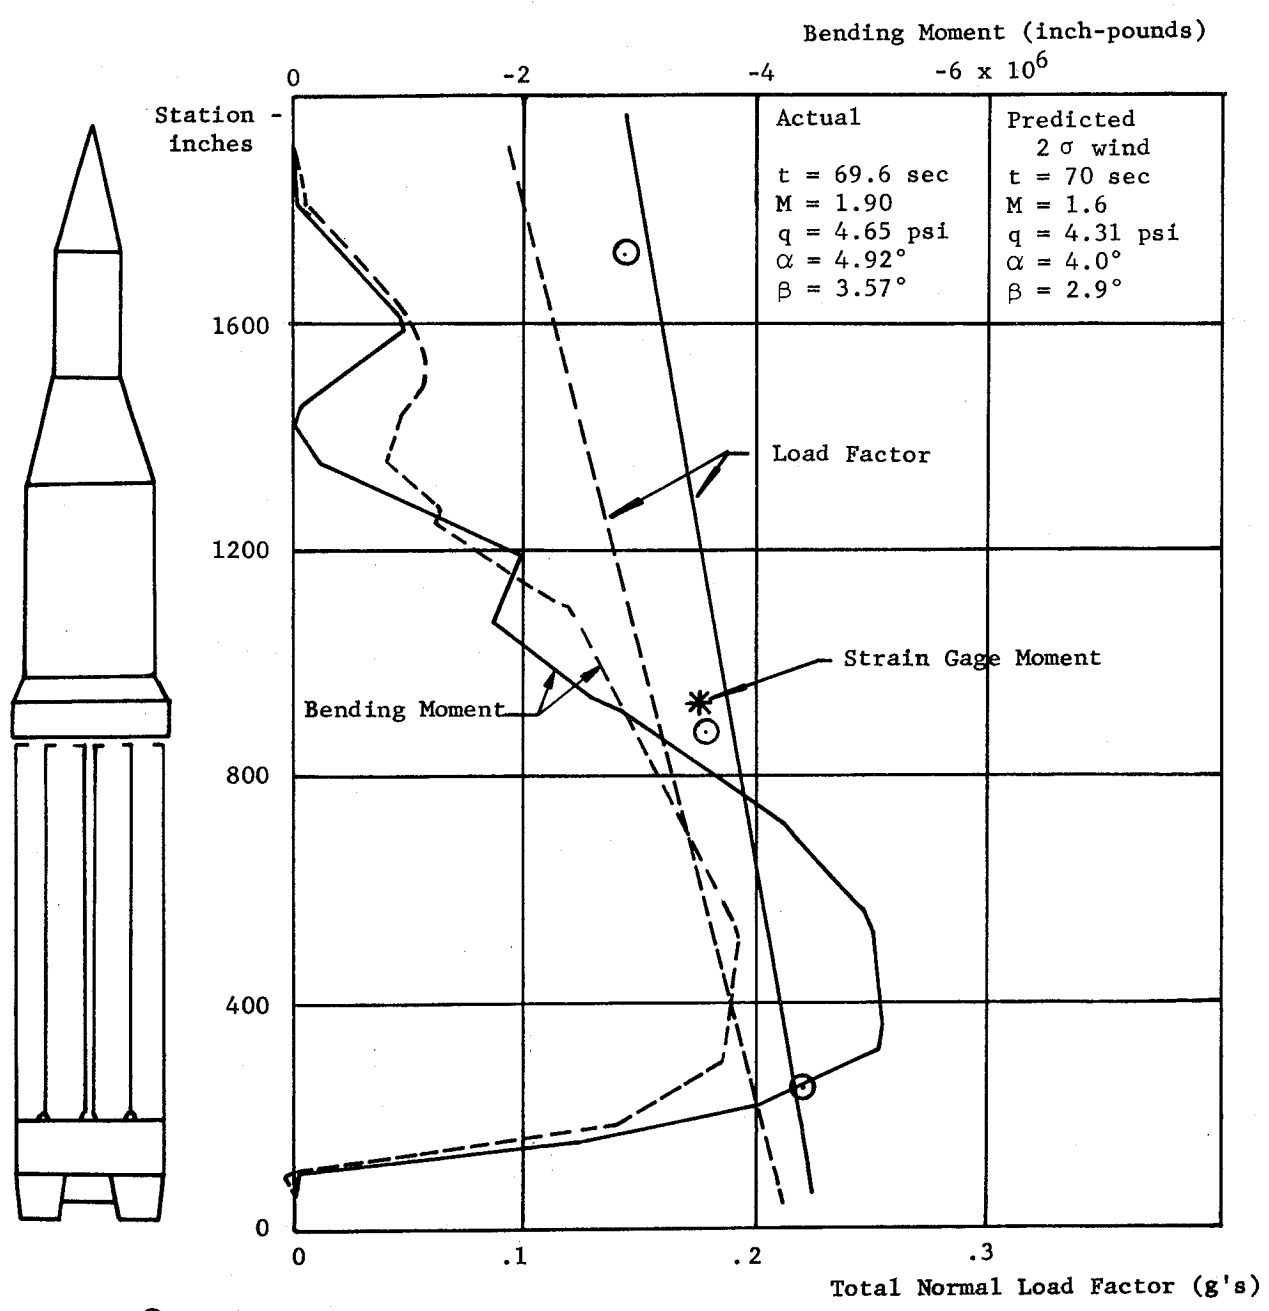 Bending Moment (inch-pounds)
0 -2 -4 -6 x 10⁶
Station -
inches
Actual
t = 69.6 sec
M = 1.90
q = 4.65 psi
α = 4.92°
β = 3.57°
Predicted
2 σ wind
t = 70 sec
M = 1.6
q = 4.31 psi
α = 4.0°
β = 2.9°
1600
Load Factor
1200
Strain Gage Moment
Bending Moment
800
400
0
0 .1 .2 .3
Total Normal Load Factor (g's)